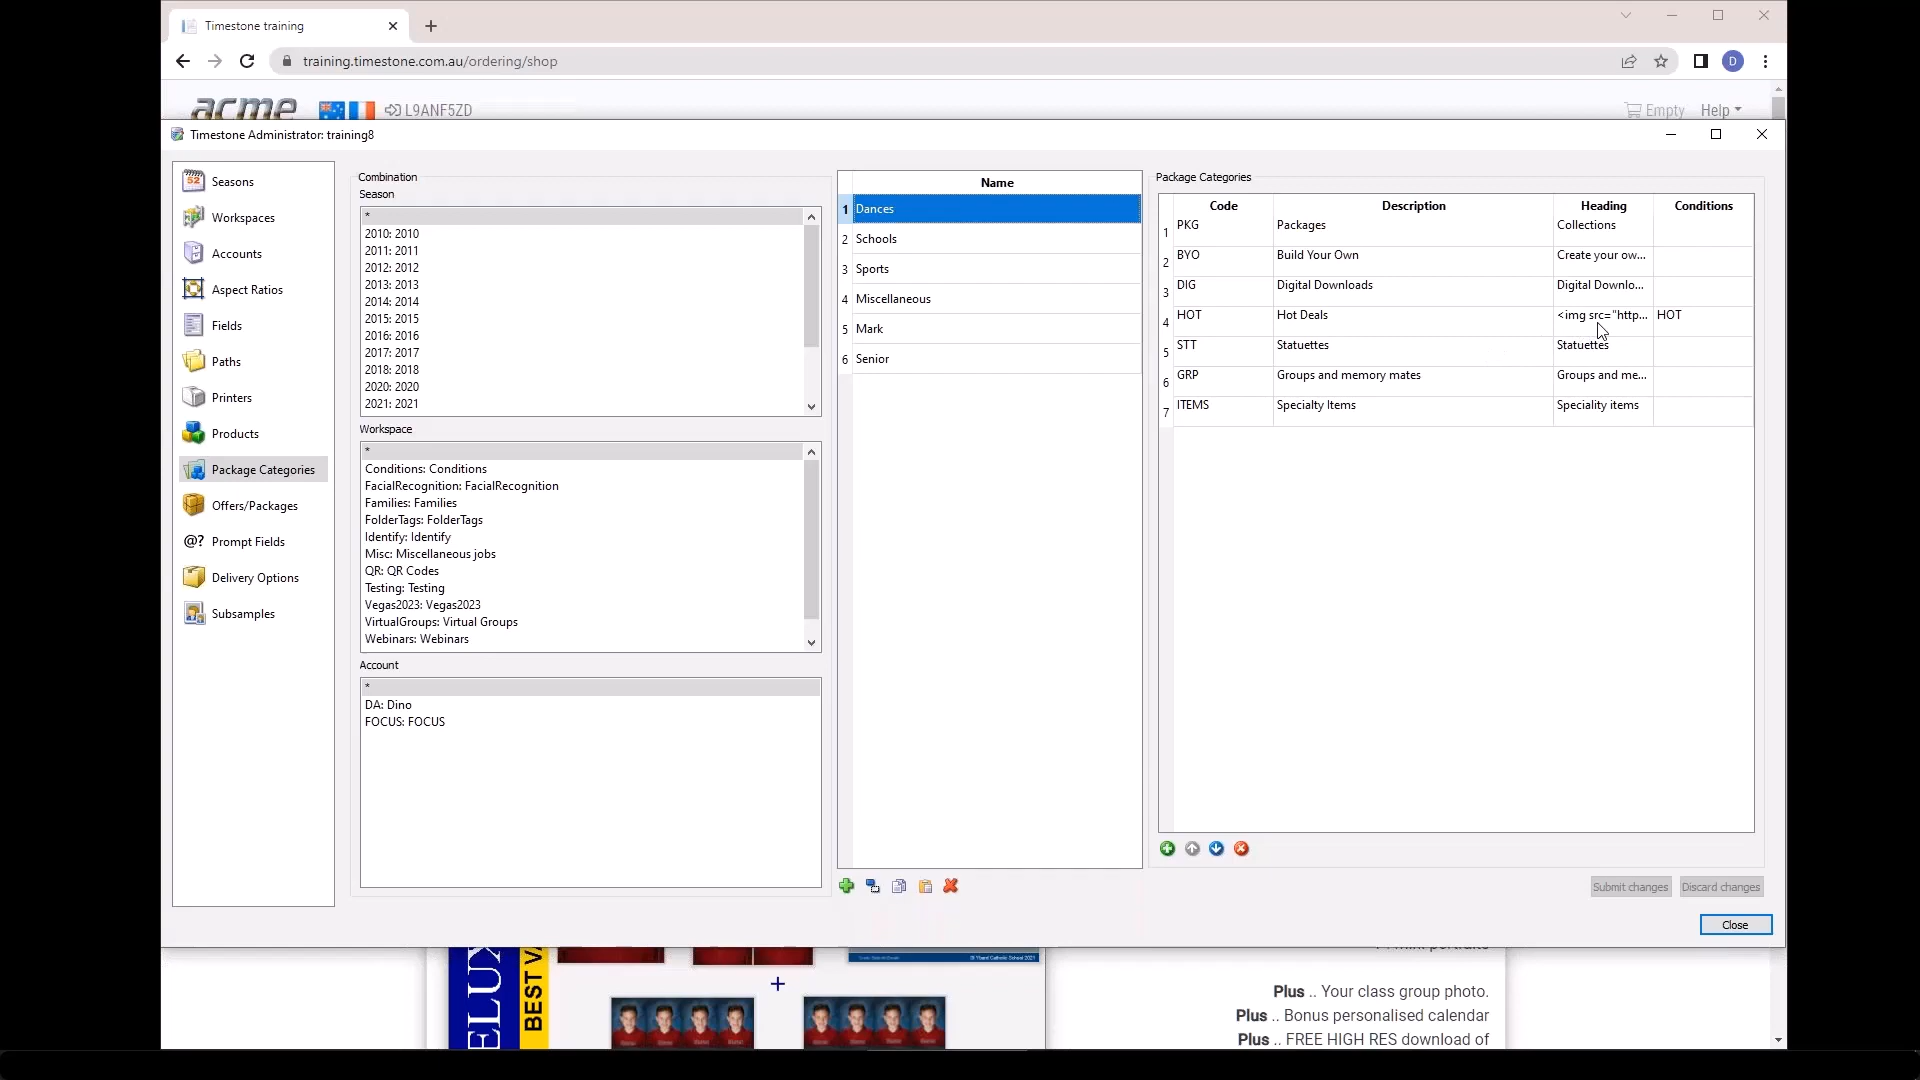 Timestone training
training.timestone.com.au/ordering/shop
D
acme
L9ANF5ZD
Empty
Help
Timestone Administrator: training8
Seasons
Workspaces
Accounts
Aspect Ratios
Fields
Paths
Printers
Products
Package Categories
Offers/Packages
@? Prompt Fields
Delivery Options
Subsamples
Combination
Season
*
2010: 2010
2011: 2011
2012: 2012
2013: 2013
2014: 2014
2015: 2015
2016: 2016
2017: 2017
2018: 2018
2020: 2020
2021: 2021
Workspace
*
Conditions: Conditions
FacialRecognition: FacialRecognition
Families: Families
FolderTags: FolderTags
Identify: Identify
Misc: Miscellaneous jobs
QR: QR Codes
Testing: Testing
Vegas2023: Vegas2023
VirtualGroups: Virtual Groups
Webinars: Webinars
Account
*
DA: Dino
FOCUS: FOCUS
Name
1 Dances
2 Schools
3 Sports
4 Miscellaneous
5 Mark
6 Senior
Package Categories
Code Description Heading Conditions
1 PKG Packages Collections
2 BYO Build Your Own Create your ow...
3 DIG Digital Downloads Digital Downlo...
4 HOT Hot Deals <img src="http... HOT
5 STT Statuettes Statuettes
6 GRP Groups and memory mates Groups and me...
7 ITEMS Specialty Items Speciality items
Submit changes
Discard changes
Close
ELUX
BEST VA
Plus .. Your class group photo.
Plus .. Bonus personalised calendar
Plus .. FREE HIGH RES download of